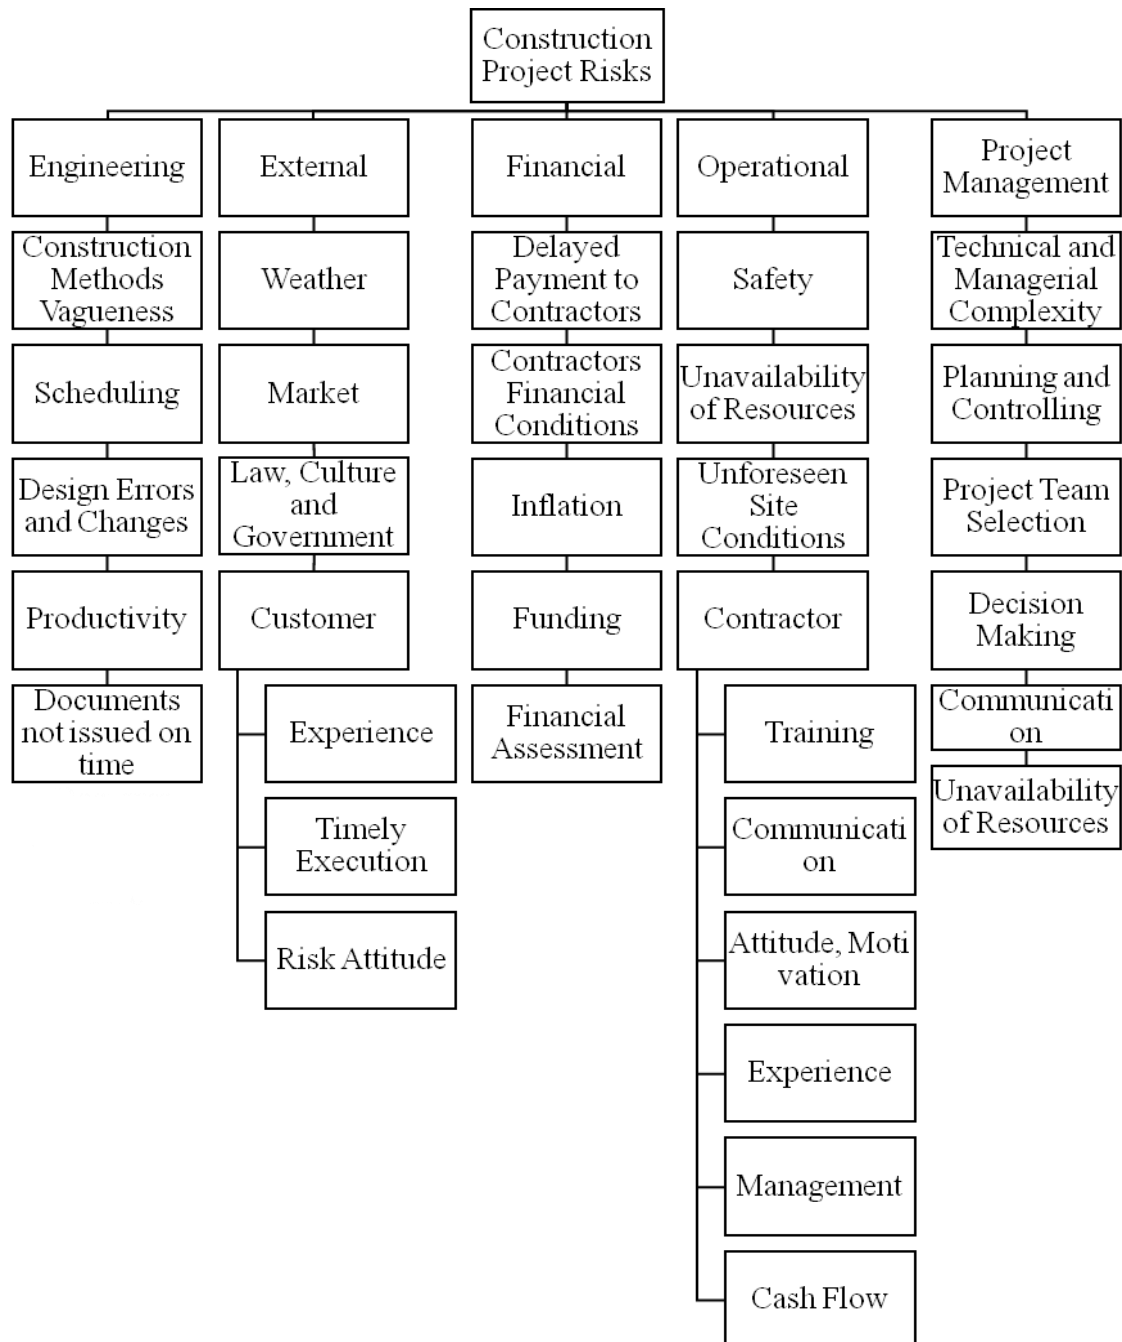 Construction
Project Risks
Engineering
External
Financial
Operational
Project
Management
Construction
Methods
Vagueness
Weather
Delayed
Payment to
Contractors
Safety
Technical and
Managerial
Complexity
Scheduling
Market
Contractors
Financial
Conditions
Unavailability
of Resources
Planning and
Controlling
Design Errors
and Changes
Law, Culture
and
Government
Inflation
Unforeseen
Site
Conditions
Project Team
Selection
Productivity
Customer
Funding
Contractor
Decision
Making
Documents
not issued on
time
Experience
Financial
Assessment
Training
Communicati
on
Unavailability
of Resources
Timely
Execution
Communicati
on
Risk Attitude
Attitude, Moti
vation
Experience
Management
Cash Flow